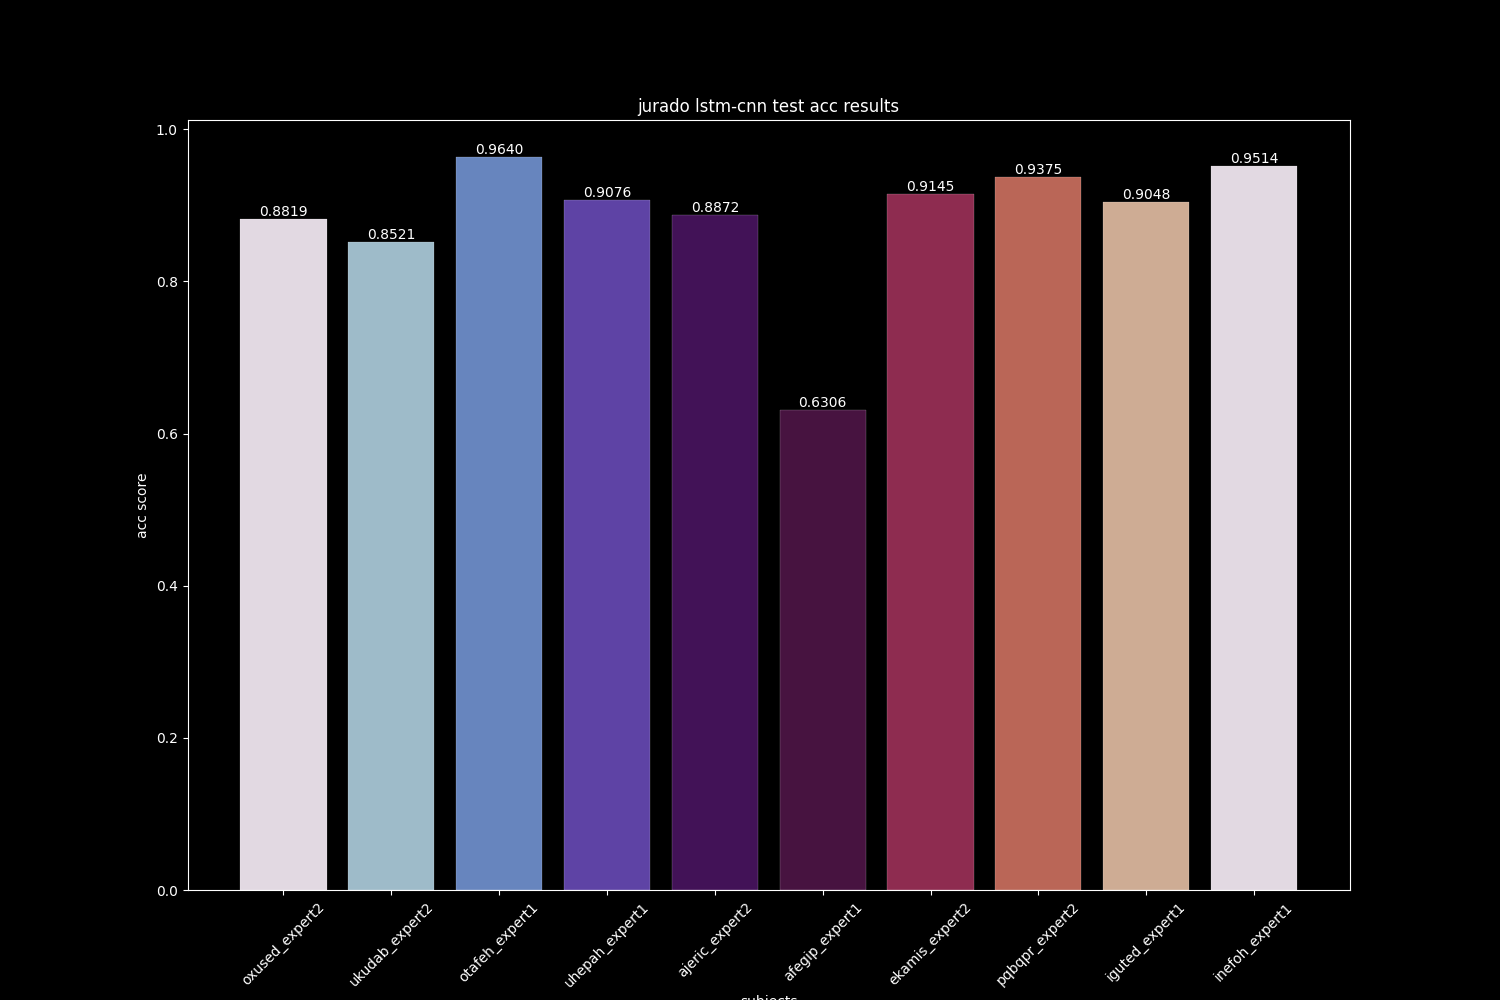 jurado lstm-cnn test acc results
1.0
0.8
0.6
0.4
0.2
0.0
acc score
0.8819
0.8521
0.9640
0.9076
0.8872
0.6306
0.9145
0.9375
0.9048
0.9514
oxused_expert2
ukudab_expert2
otafeh_expert1
uhepah_expert1
ajeric_expert2
afegip_expert1
ekamis_expert2
pqbqpr_expert2
iguted_expert1
inefoh_expert1
subjects